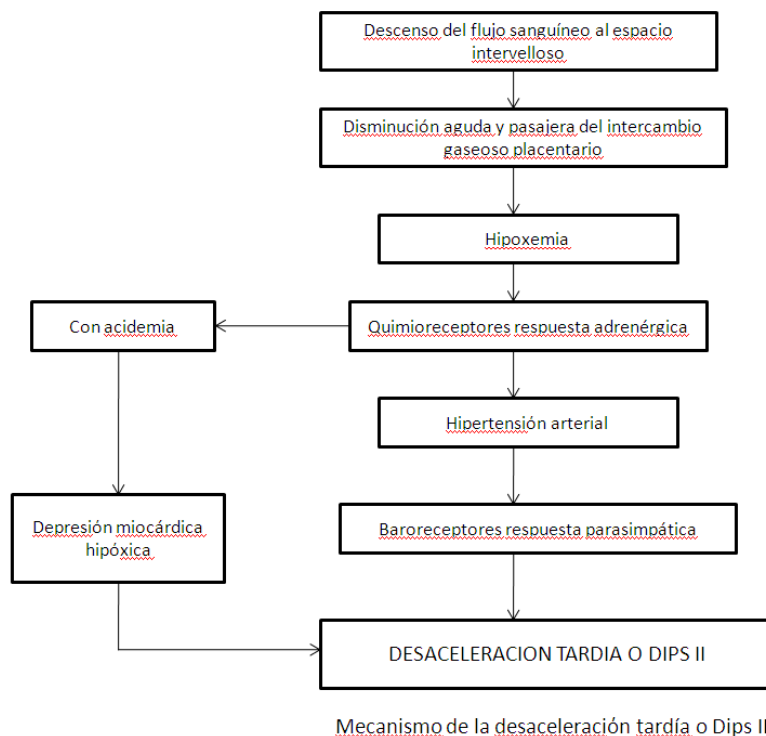 Descenso del flujo sanguíneo al espacio
intervelloso
Disminución aguda y pasajera del intercambio
gaseoso placentario
Hipoxemia
Con acidemia
Quimioreceptores respuesta adrenérgica
Hipertensión arterial
Depresión miocárdica
hipóxica
Baroreceptores respuesta parasimpática
DESACELERACION TARDIA O DIPS II
Mecanismo de la desaceleración tardía o Dips II